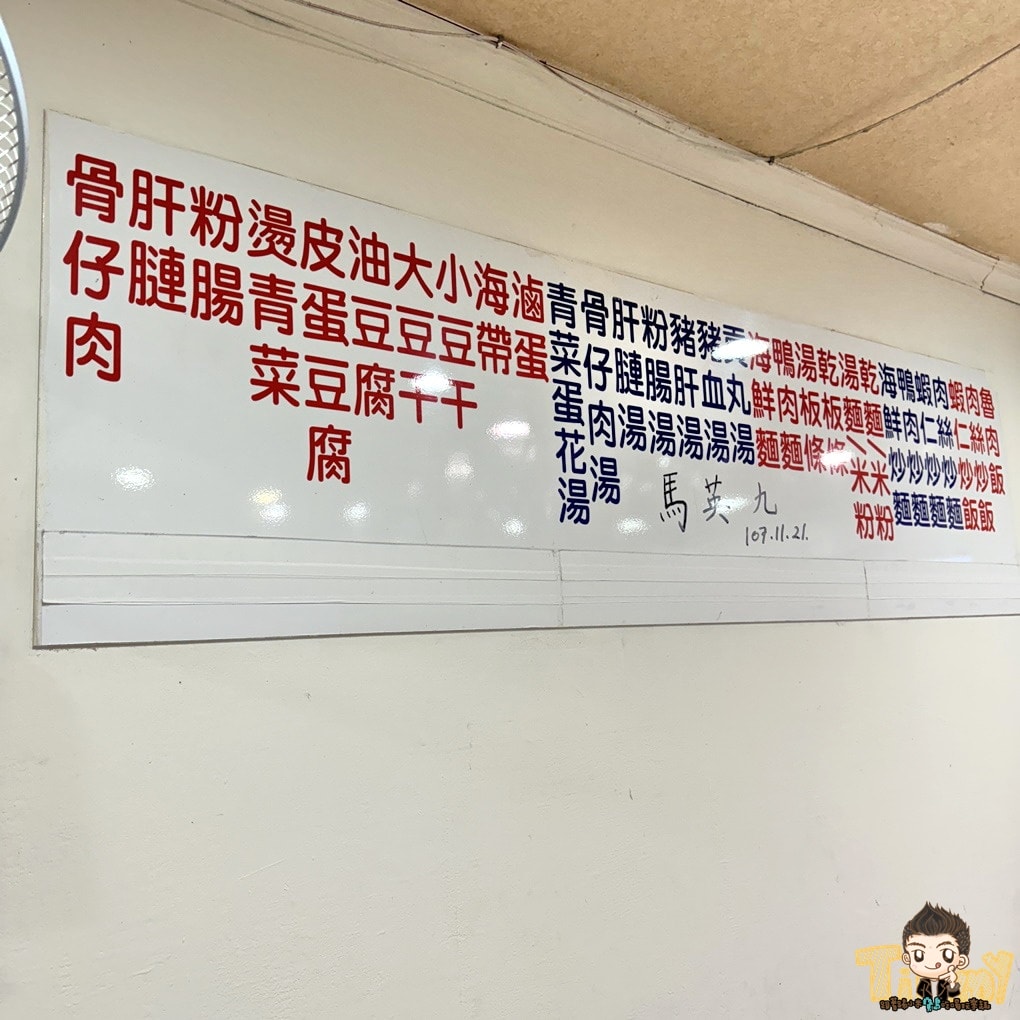 魯肉飯
肉絲炒飯
蝦仁炒飯
肉絲炒麵
蝦仁炒麵
鴨肉炒麵
海鮮炒麵
乾麵/米粉
湯麵/米粉
乾板條
湯板條
鴨肉麵
海鮮麵
貢丸湯
豬血湯
豬肝湯
粉腸湯
肝湯
骨仔肉湯
青菜蛋花湯
滷蛋
海帶
小豆干
大豆干
油豆腐
皮蛋豆腐
燙青菜
粉腸
肝
骨仔肉
馬英九
107.11.21.